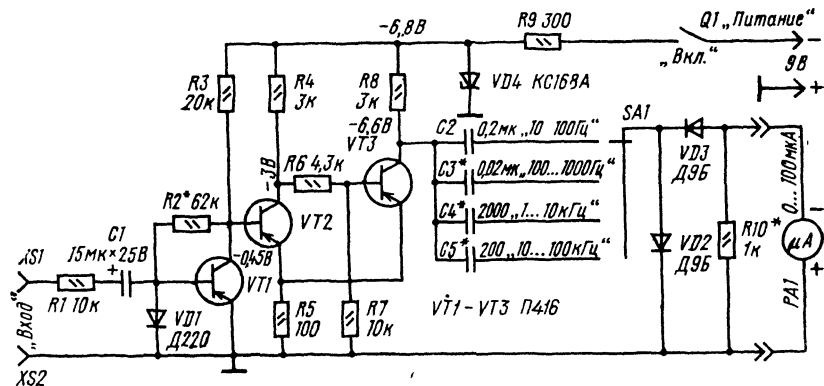 -6,8В
R9 300
Q1 „Питание“
-
„Вкл.“
9В
+
R3
20к
R4
3к
R8
3к
VD4 КС168А
-6,6В
VT3
-3В
C2 0,2мк „10 100Гц“
SA1
R6 4,3к
C3* 0,02мк „100...1000Гц“
VD3
Д9Б
0...100мкА
R2* 62к
VT2
C4* 2000 „1...10кГц“
-
C1
15мк×25В
+
-0,45В
C5* 200 „10...100кГц“
VD2
Д9Б
R10*
1к
μA
XS1
VT1
R1 10к
„Вход“
VD1
Д220
R5
100
R7
10к
VT1-VT3 П416
+
PA1
XS2